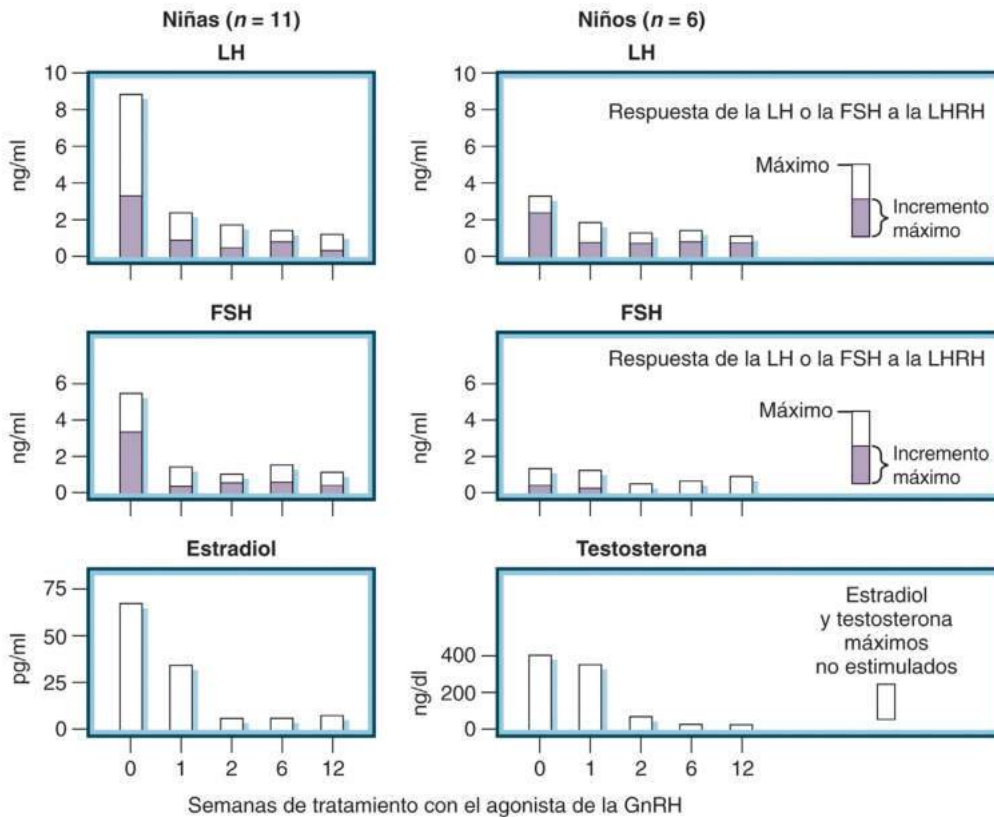 Niñas (n = 11)
LH
ng/ml
10
8
6
4
2
0
Niños (n = 6)
LH
ng/ml
10
8
6
4
2
0
Respuesta de la LH o la FSH a la LHRH
Máximo
Incremento
máximo
FSH
ng/ml
6
4
2
0
FSH
ng/ml
6
4
2
0
Respuesta de la LH o la FSH a la LHRH
Máximo
Incremento
máximo
Estradiol
pg/ml
75
50
25
0
0 1 2 6 12
Testosterona
ng/dl
400
200
0
Estradiol
y testosterona
máximos
no estimulados
0 1 2 6 12
Semanas de tratamiento con el agonista de la GnRH